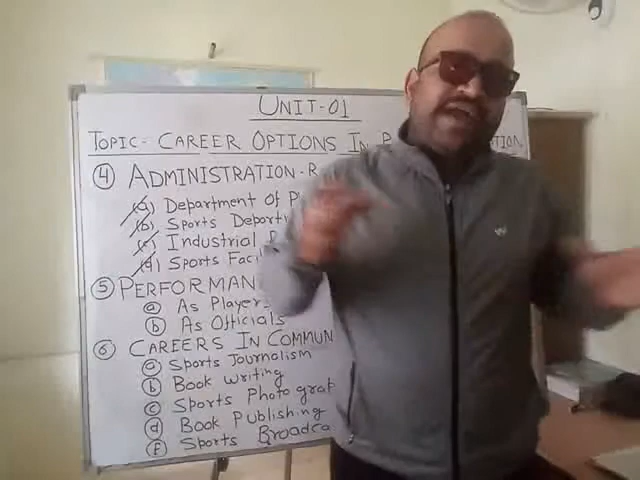 UNIT-01
TOPIC- CAREER OPTIONS IN
④ ADMINISTRATION-R
(a) Department of P
(b) Sports Depart
(c) Industrial
(d) Sports Faci
⑤ PERFORMAN
ⓐ As Player
ⓑ As Officials
⑥ CAREERS IN COMMUN
ⓐ Sports Journalism
ⓑ Book Writing
ⓒ Sports Photograp
ⓓ Book Publishing
ⓕ Sports Broadca